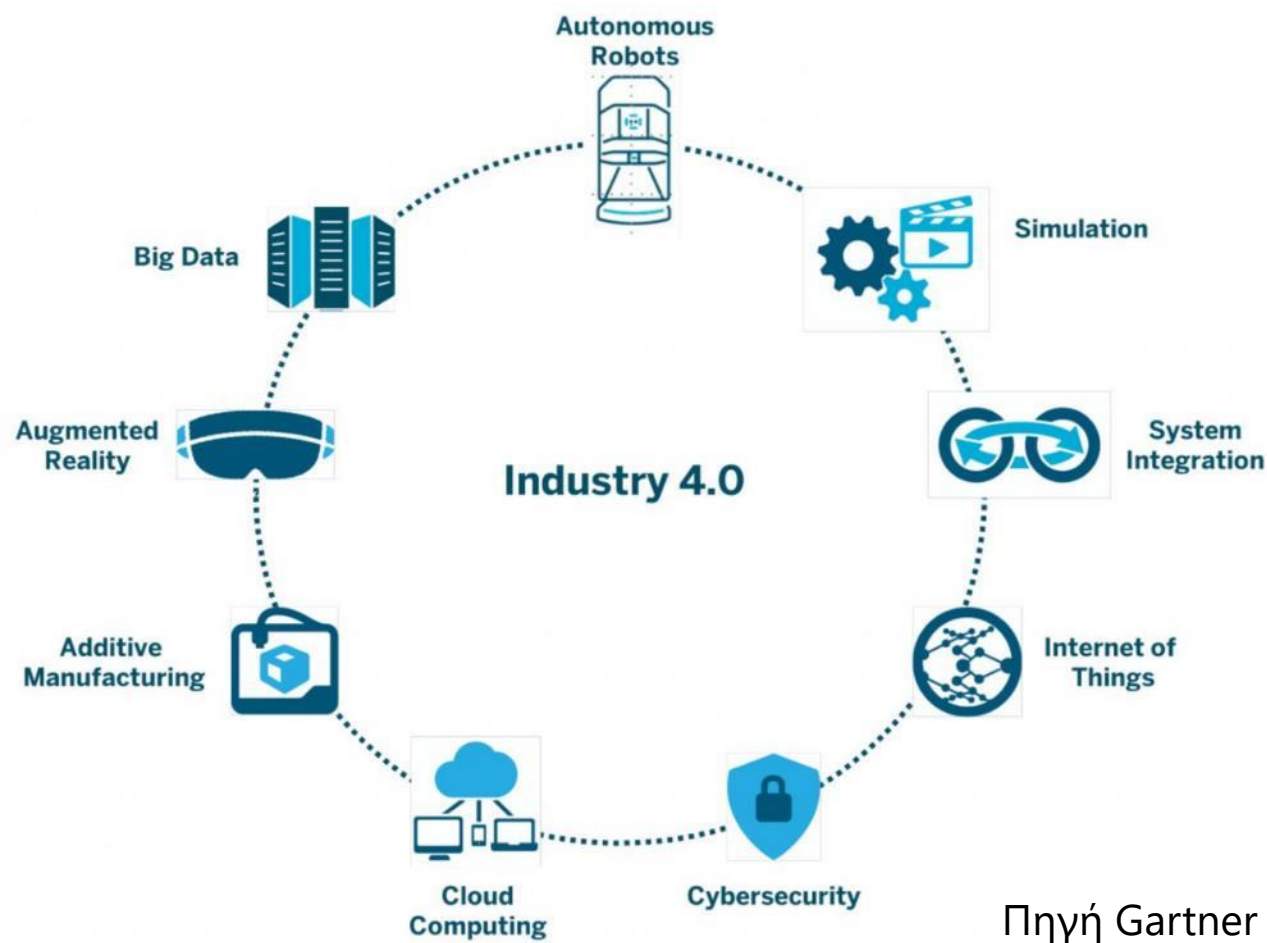 Autonomous
Robots
Simulation
System
Integration
Internet of
Things
Cybersecurity
Cloud
Computing
Additive
Manufacturing
Augmented
Reality
Big Data
Industry 4.0
Πηγή Gartner